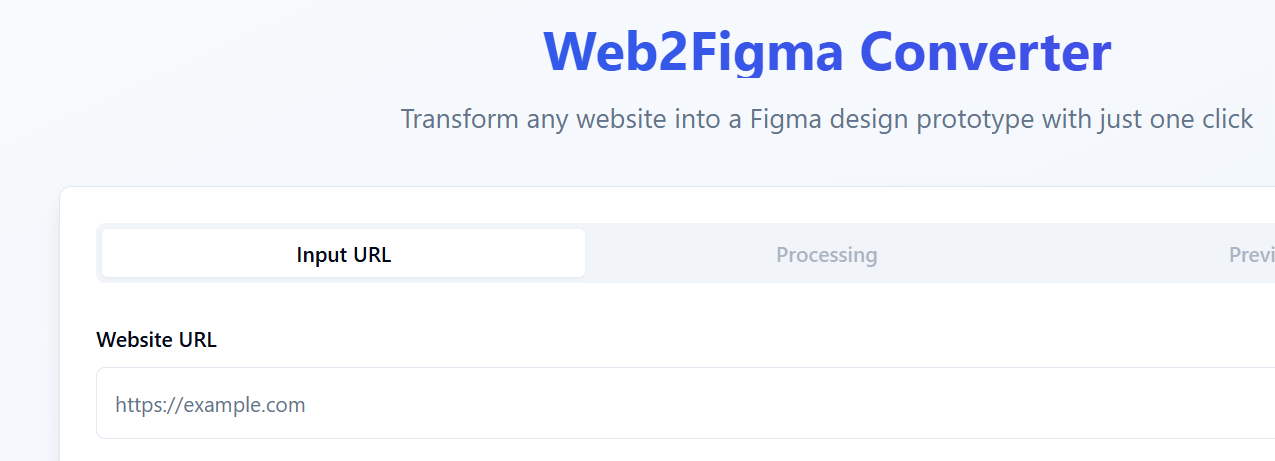 Web2Figma Converter
Transform any website into a Figma design prototype with just one click
Input URL
Processing
Previ
Website URL
https://example.com